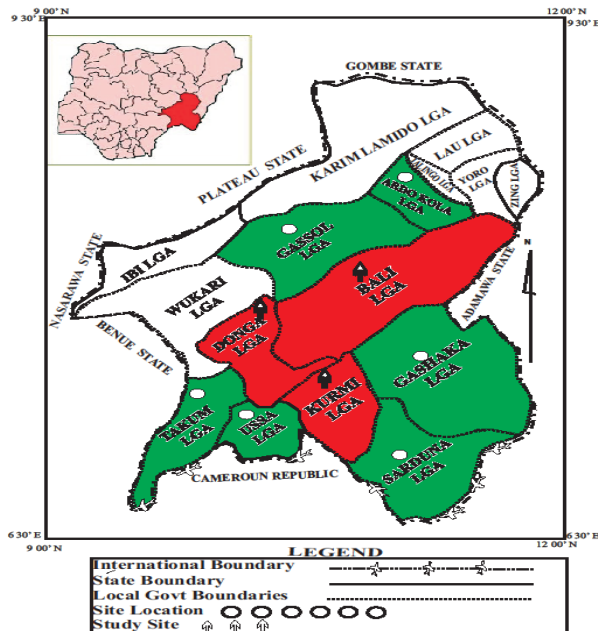 9 00°N
12 00°N
9 30°E
9 30°E
GOMBE STATE
PLATEAU STATE
KARIM LAMIDO LGA
LAU LGA
YORO
LGA
ZING LGA
ARDO KOLA
LGA
GASSOL
LGA
NASARAWA STATE
IBI LGA
WUKARI
LGA
BENUE STATE
BALI
LGA
ADAMAWA STATE
N
DONGA
LGA
GASHAKA
LGA
KURMI
LGA
TAKUM
LGA
USSA
LGA
SARDUNA
LGA
CAMEROUN REPUBLIC
6 30°E
6 30°E
9 00°N
12 00°N
LEGEND
International Boundary
State Boundary
Local Govt Boundaries
Site Location
Study Site